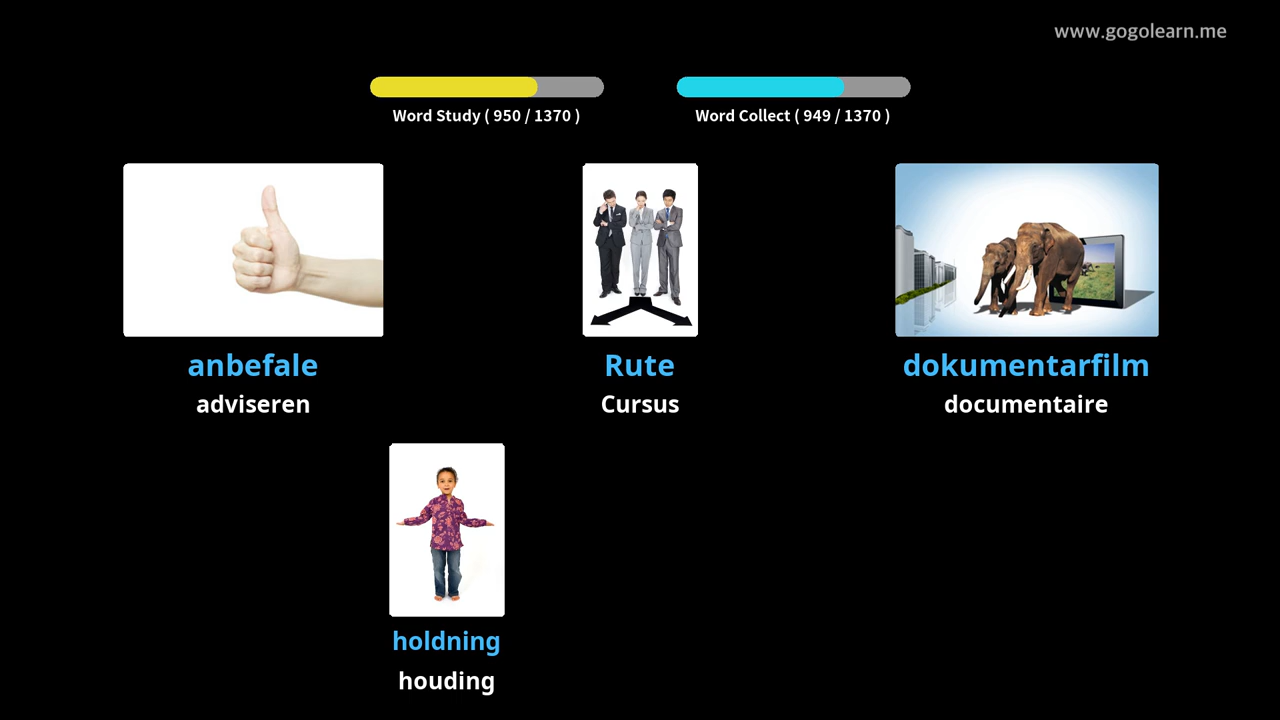 www.gogolearn.me
Word Study ( 950 / 1370 )
Word Collect ( 949 / 1370 )
anbefale
adviseren
Rute
Cursus
dokumentarfilm
documentaire
holdning
houding